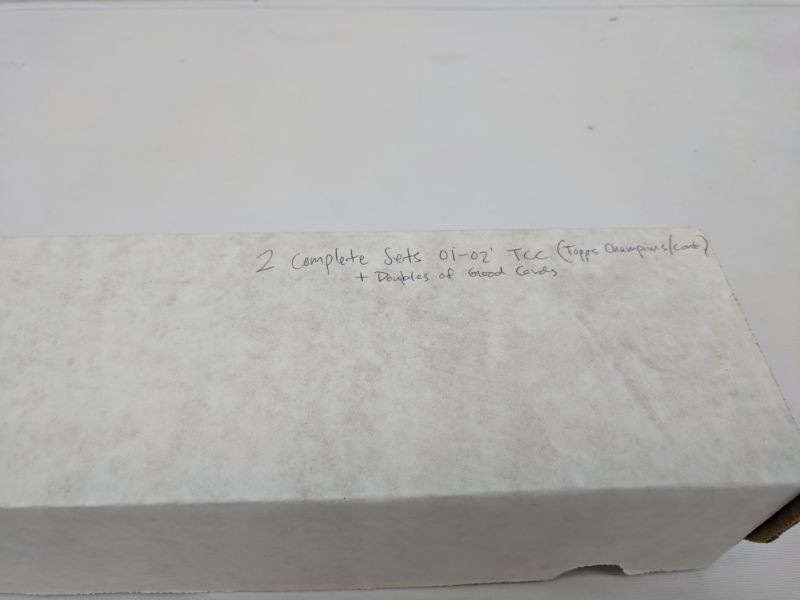 2 Complete Sets 01-02' TCC (Topps Champions/Cont)
+ Doubles of Good Cards